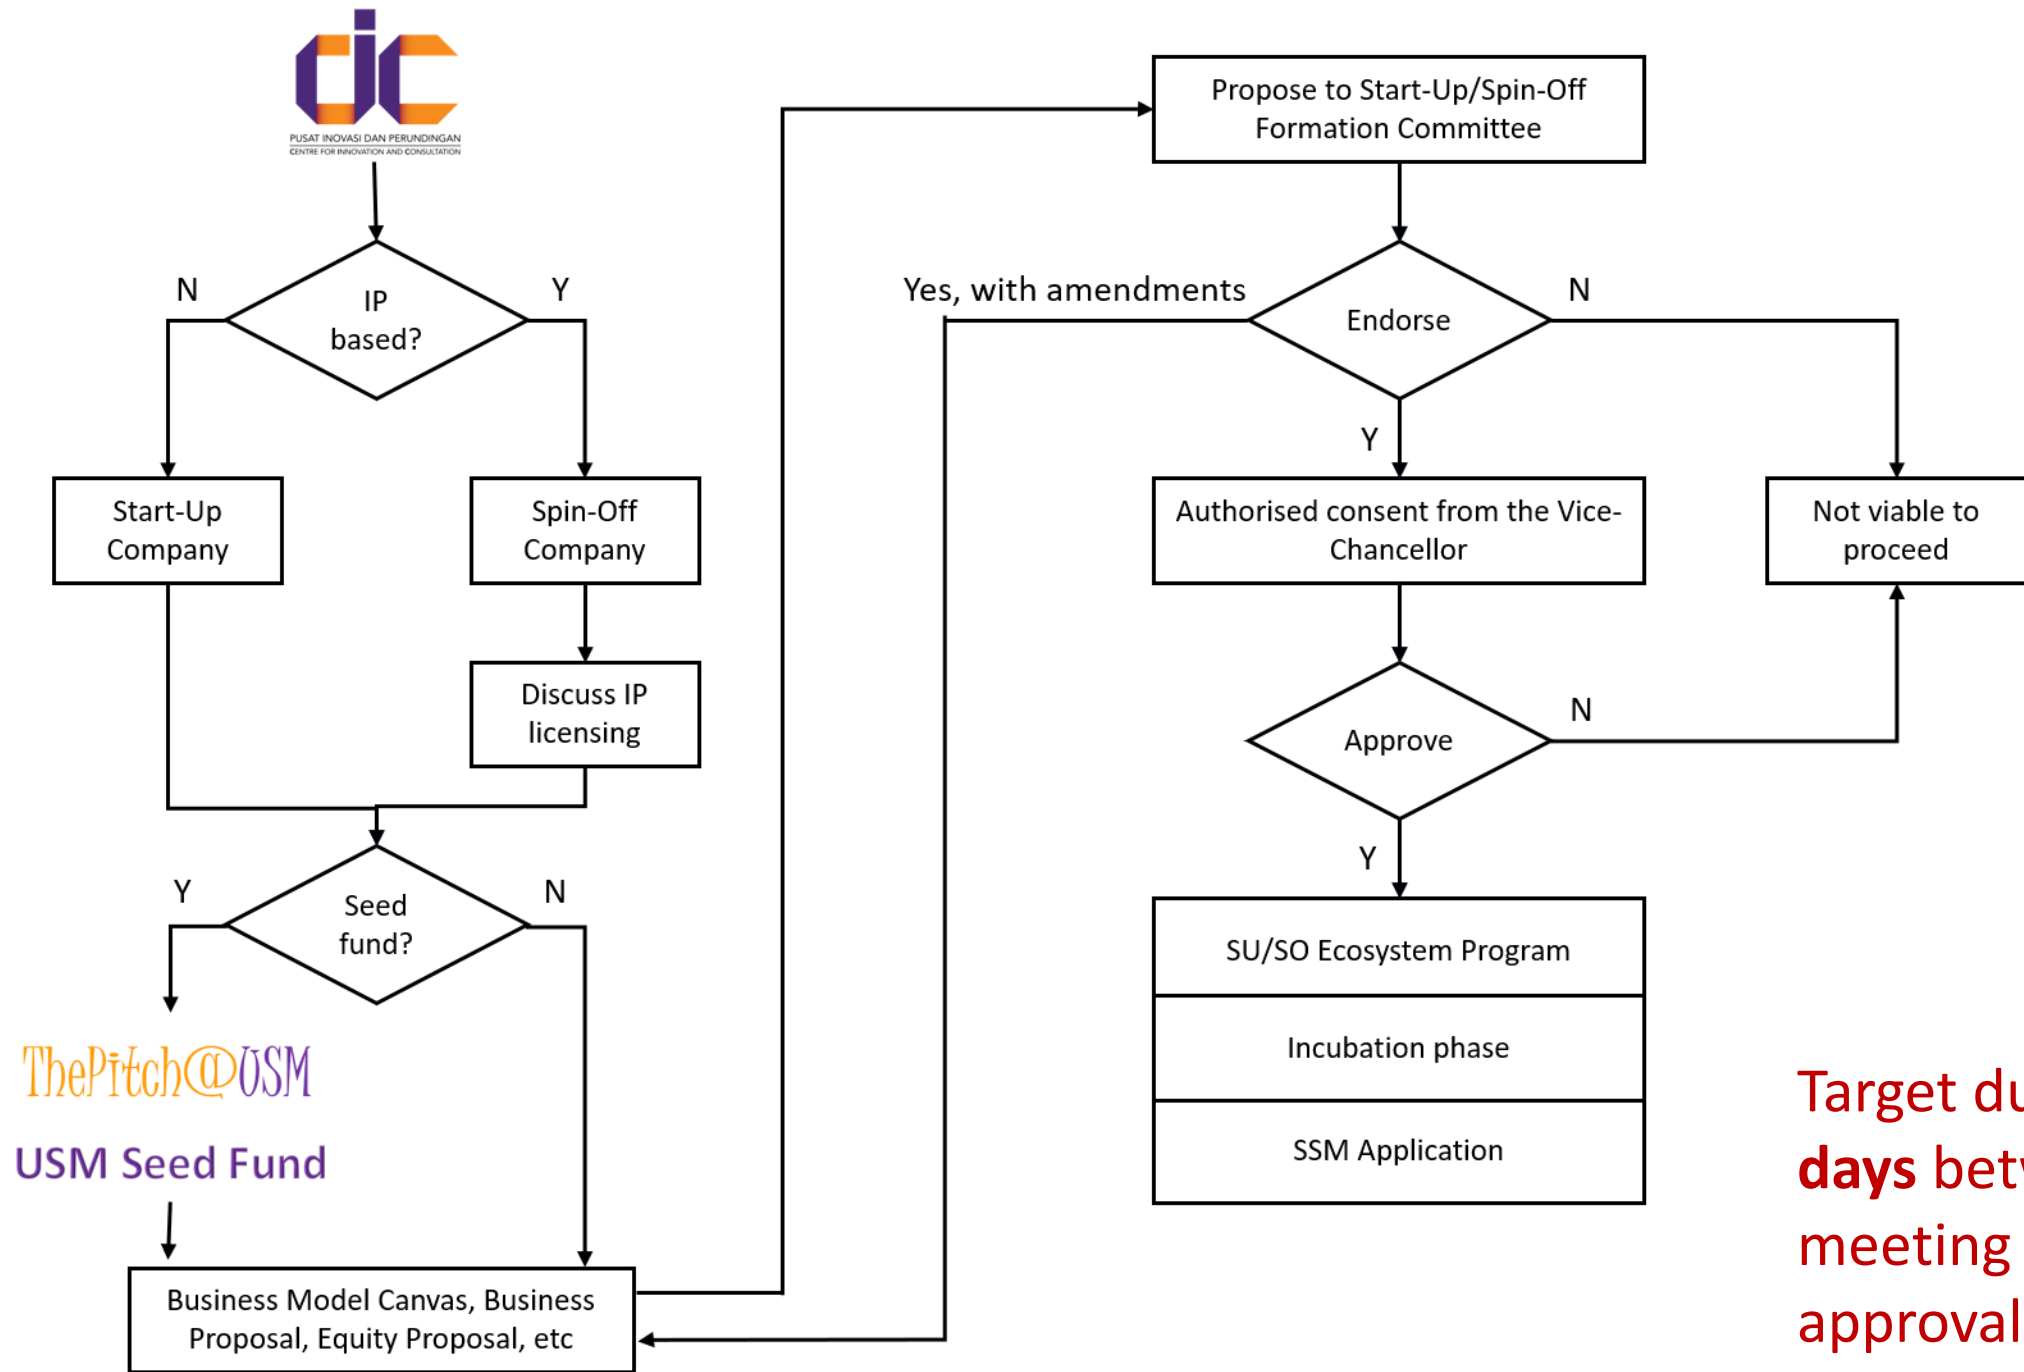 cic
PUSAT INOVASI DAN PERUNDINGAN
CENTRE FOR INNOVATION AND CONSULTATION
N
Y
IP
based?
Start-Up
Company
Spin-Off
Company
Discuss IP
licensing
Y
N
Seed
fund?
ThePitch@USM
USM Seed Fund
Business Model Canvas, Business
Proposal, Equity Proposal, etc
Propose to Start-Up/Spin-Off
Formation Committee
Yes, with amendments
N
Endorse
Y
Authorised consent from the Vice-
Chancellor
Not viable to
proceed
N
Approve
Y
SU/SO Ecosystem Program
Incubation phase
SSM Application
Target
days
meeting
approval